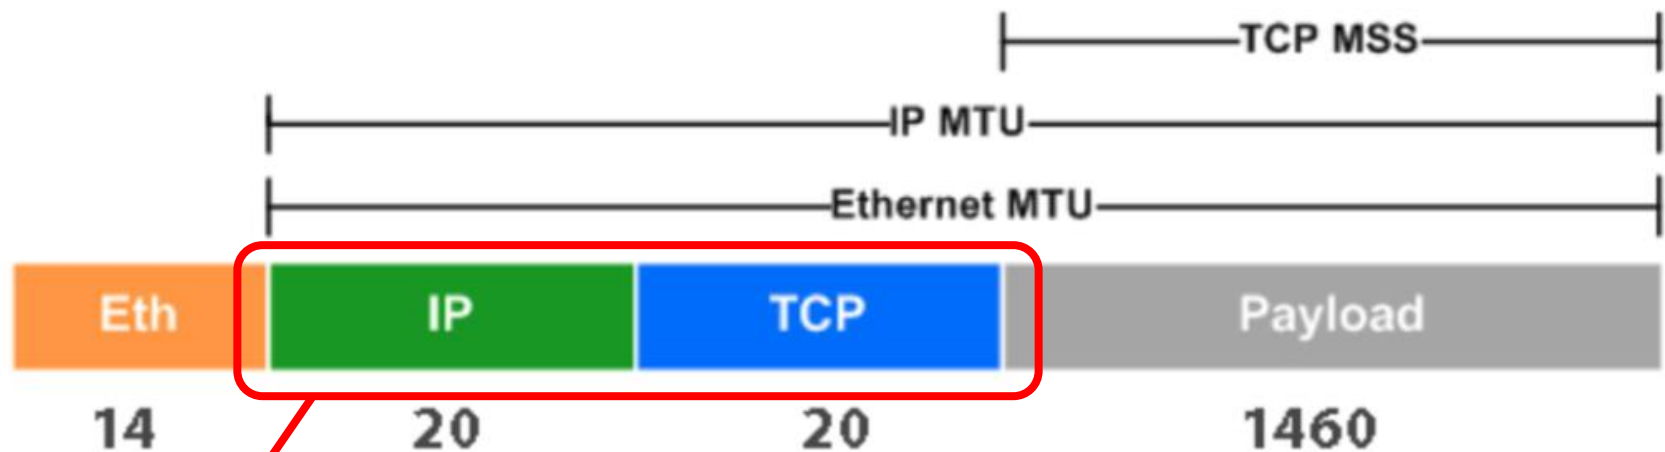 TCP MSS
IP MTU
Ethernet MTU
Eth IP TCP Payload
14 20 20 1460